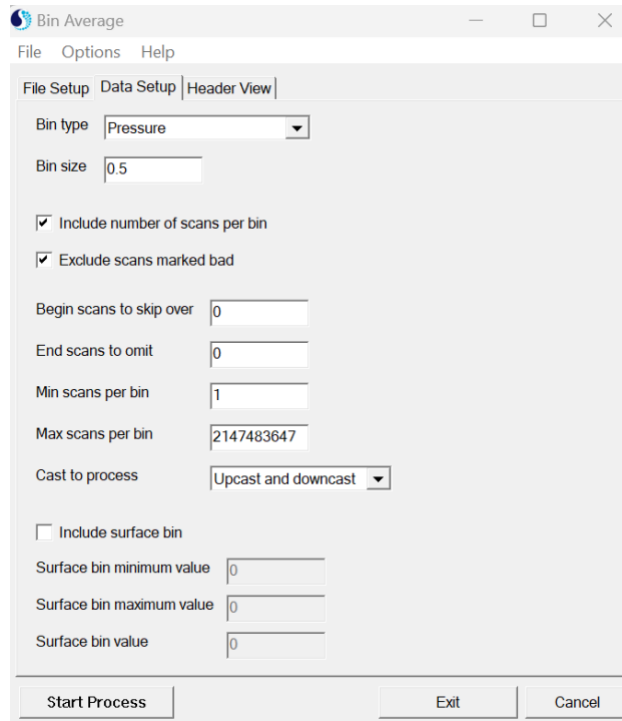 Bin Average
File Options Help
File Setup Data Setup Header View
Bin type Pressure
Bin size 0.5
Include number of scans per bin
Exclude scans marked bad
Begin scans to skip over 0
End scans to omit 0
Min scans per bin 1
Max scans per bin 2147483647
Cast to process Upcast and downcast
Include surface bin
Surface bin minimum value 0
Surface bin maximum value 0
Surface bin value 0
Start Process Exit Cancel